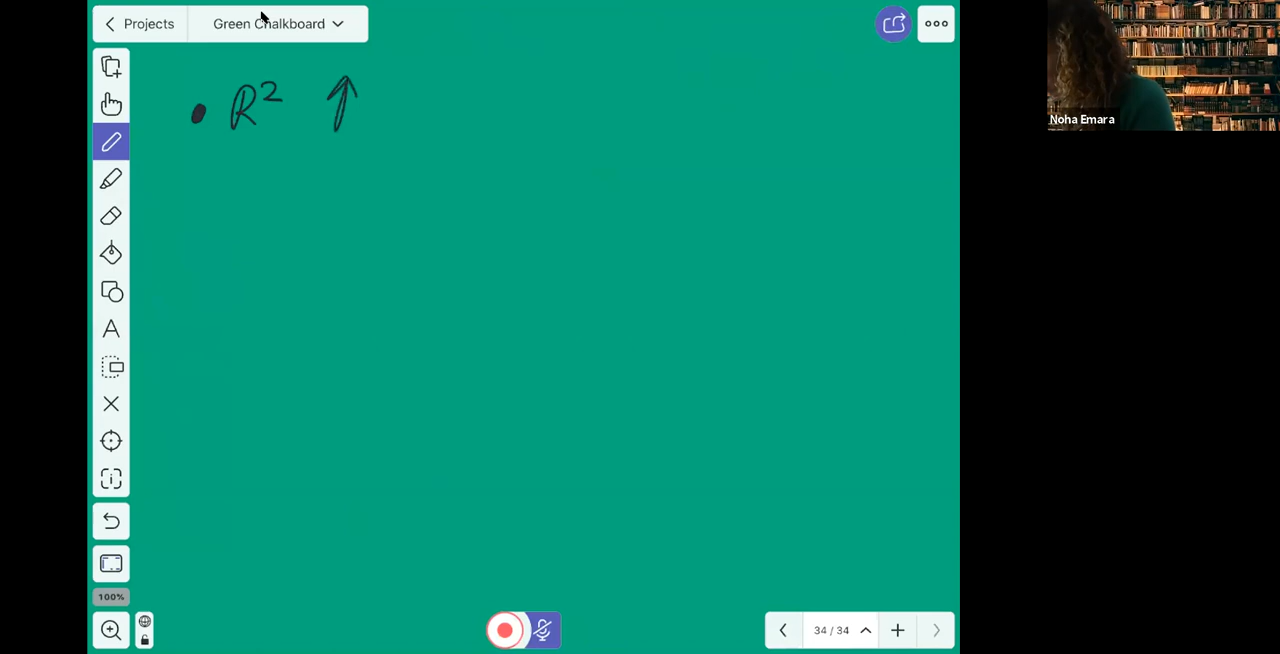 Projects
Green Chalkboard
• R² ↑
Noha Emara
A
100%
34 / 34